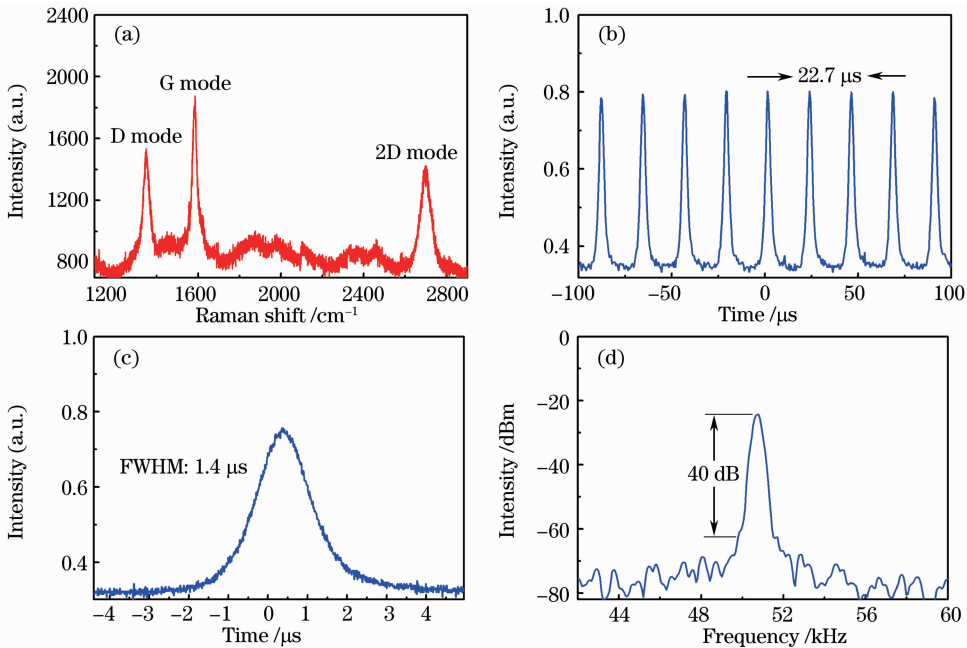 2400
2000
1600
1200
800
1200 1600 2000 2400 2800
Intensity (a.u.)
Raman shift /cm⁻¹
(a)
G mode
D mode
2D mode
1.0
0.8
0.6
0.4
−100 −50 0 50 100
Intensity (a.u.)
Time /μs
(b)
22.7 μs
1.0
0.8
0.6
0.4
−4 −3 −2 −1 0 1 2 3 4
Intensity (a.u.)
Time /μs
(c)
FWHM: 1.4 μs
0
−20
−40
−60
−80
44 48 52 56 60
Intensity /dBm
Frequency /kHz
(d)
40 dB